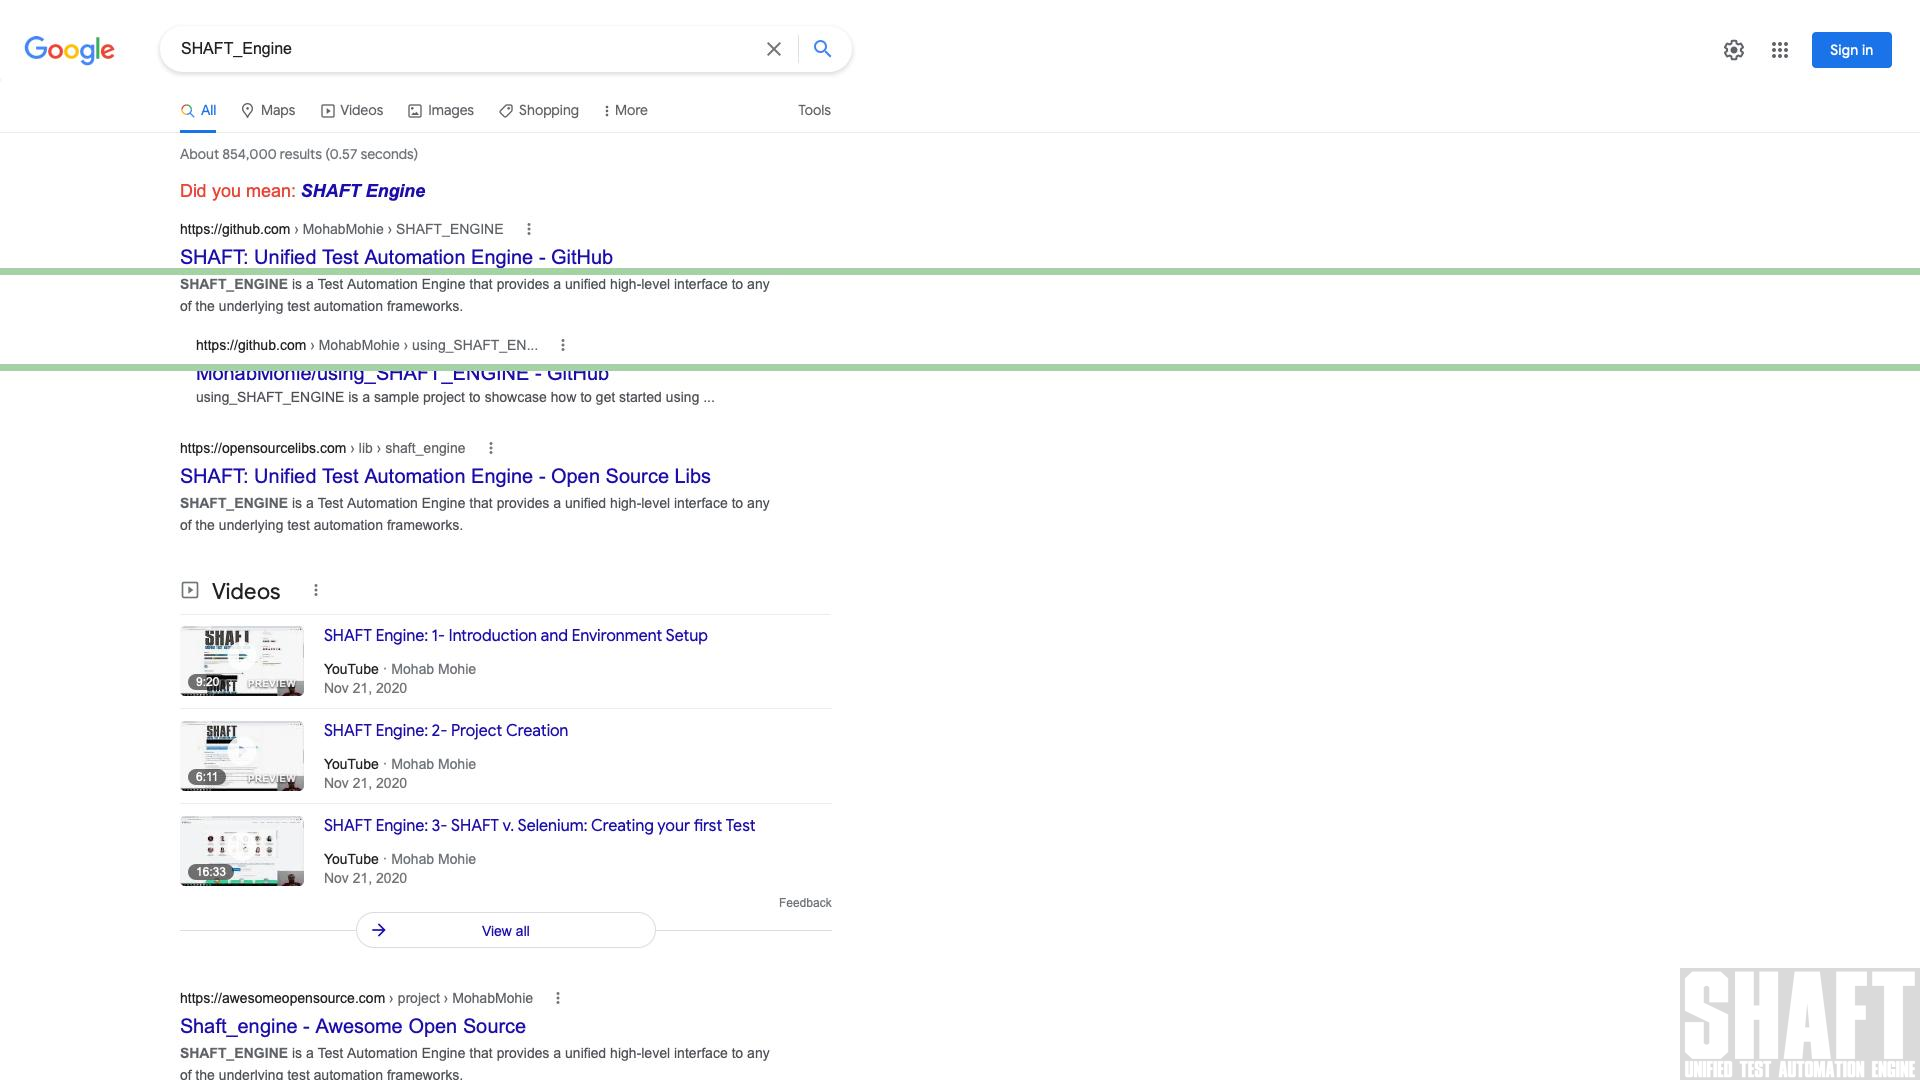 Google
SHAFT_Engine
Sign in
All
Maps
Videos
Images
Shopping
More
Tools
About 854,000 results (0.57 seconds)
Did you mean: SHAFT Engine
https://github.com › MohabMohie › SHAFT_ENGINE
SHAFT: Unified Test Automation Engine - GitHub
SHAFT_ENGINE is a Test Automation Engine that provides a unified high-level interface to any
of the underlying test automation frameworks.
https://github.com › MohabMohie › using_SHAFT_EN...
MohabMohie/using_SHAFT_ENGINE - GitHub
using_SHAFT_ENGINE is a sample project to showcase how to get started using ...
https://opensourcelibs.com › lib › shaft_engine
SHAFT: Unified Test Automation Engine - Open Source Libs
SHAFT_ENGINE is a Test Automation Engine that provides a unified high-level interface to any
of the underlying test automation frameworks.
Videos
SHAFT
9:20
PREVIEW
SHAFT Engine: 1- Introduction and Environment Setup
YouTube · Mohab Mohie
Nov 21, 2020
SHAFT
6:11
PREVIEW
SHAFT Engine: 2- Project Creation
YouTube · Mohab Mohie
Nov 21, 2020
16:33
SHAFT Engine: 3- SHAFT v. Selenium: Creating your first Test
YouTube · Mohab Mohie
Nov 21, 2020
Feedback
View all
https://awesomeopensource.com › project › MohabMohie
Shaft_engine - Awesome Open Source
SHAFT_ENGINE is a Test Automation Engine that provides a unified high-level interface to any
of the underlying test automation frameworks.
SHAFT
UNIFIED TEST AUTOMATION ENGINE